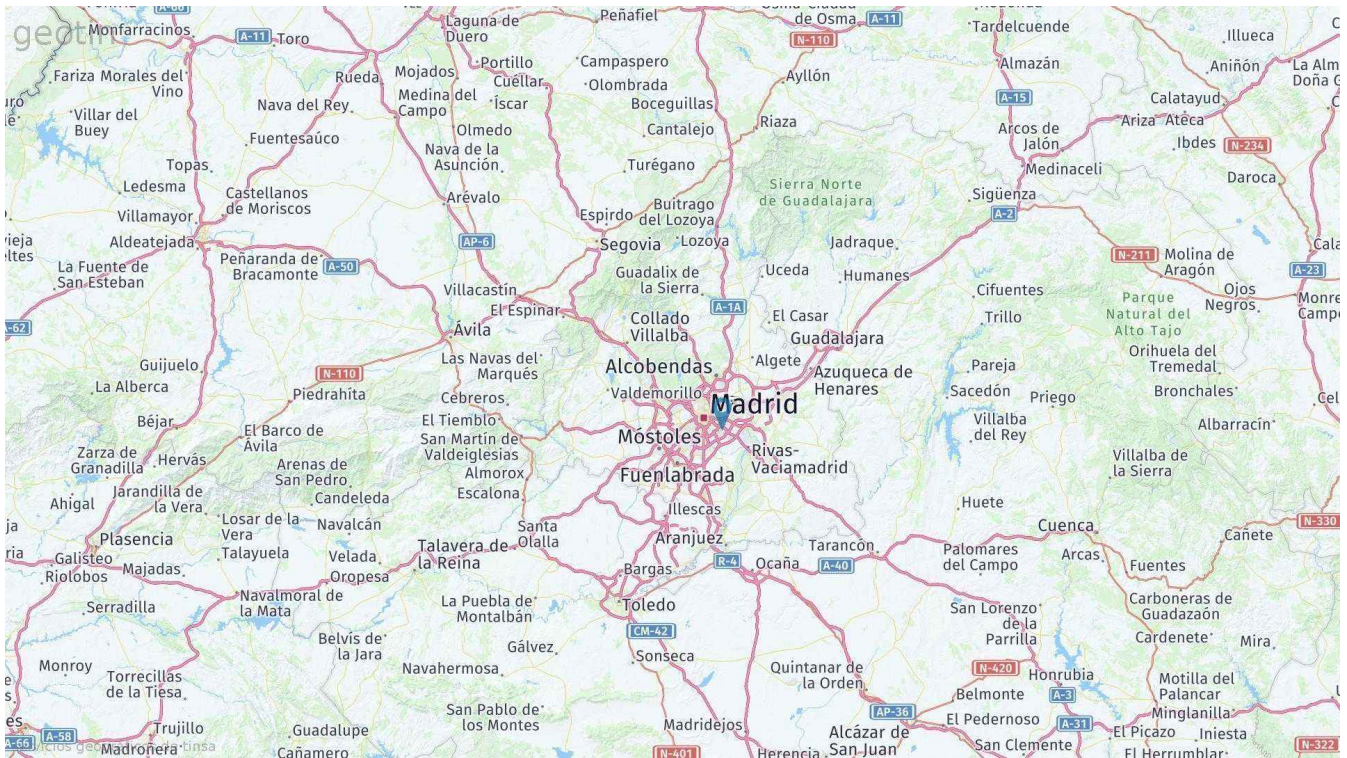 geotin
Monfarracinos
A-11
Toro
Laguna de
Duero
Peñafiel
de Osma
A-11
N-110
Tardelcuende
Illueca
Fariza
Morales del
Vino
Rueda
Mojados
Portillo
Cuéllar
Campaspero
Olombrada
Ayllón
Almazán
Aniñón
La Alm
Doña G
Villar del
Buey
Nava del Rey
Medina del
Campo
Íscar
Boceguillas
A-15
Calatayud
Fuentesaúco
Olmedo
Cantalejo
Riaza
Arcos de
Jalón
Ariza
Ateca
Ibdes
N-234
Topas
Nava de la
Asunción
Turégano
Medinaceli
Daroca
Ledesma
Castellanos
de Moriscos
Arévalo
Sierra Norte
de Guadalajara
Sigüenza
A-2
Villamayor
Espirdo
Buitrago
del Lozoya
Aldeatejada
AP-6
Segovia
Lozoya
Jadraque
N-211
Molina de
Aragón
A-23
La Fuente de
San Esteban
Peñaranda de
Bracamonte
A-50
Guadalix de
la Sierra
Uceda
Humanes
Cifuentes
Ojos
Negros
Villacastín
El Espinar
A-1A
El Casar
Trillo
Parque
Natural del
Alto Tajo
Ávila
Collado
Villalba
Guadalajara
Guijuelo
Las Navas del
Marqués
Alcobendas
Algete
Azuqueca de
Henares
Pareja
Orihuela del
Tremedal
La Alberca
N-110
Piedrahíta
Cebreros
Valdemorillo
Madrid
Sacedón
Priego
Bronchales
Béjar
El Barco de
Ávila
El Tiemblo
San Martín de
Valdeiglesias
Móstoles
Villalba
del Rey
Albarracín
Zarza de
Granadilla
Hervás
Arenas de
San Pedro
Almorox
Rivas-
Vaciamadrid
Villalba de
la Sierra
Fuenlabrada
Ahigal
Jarandilla de
la Vera
Candeleda
Escalona
Illescas
Huete
Losar de la
Vera
Navalcán
Santa
Olalla
Aranjuez
Cuenca
N-330
Plasencia
Talayuela
Talavera de
la Reina
Tarancón
Cañete
Galisteo
Riolobos
Majadas
Velada
Oropesa
Bargas
R-4
Ocaña
A-40
Palomares
del Campo
Arcas
Fuentes
Serradilla
Navalmoral de
la Mata
La Puebla de
Montalbán
Toledo
San Lorenzo
de la
Parrilla
Carboneras de
Guadazaón
CM-42
Belvís de
la Jara
Gálvez
Sonseca
Cardenete
Mira
Monroy
Torrecillas
de la Tiesa
Navahermosa
Quintanar de
la Orden
N-420
Honrubia
Motilla del
Palancar
Belmonte
A-3
Minglanilla
San Pablo de
los Montes
AP-36
El Pedernoso
A-31
A-58
A-66
Trujillo
Guadalupe
Madridejos
Alcázar de
San Juan
El Picazo
Iniesta
Madroñera
Cañamero
N-401
Herencia
San Clemente
El Herrumblar
N-322